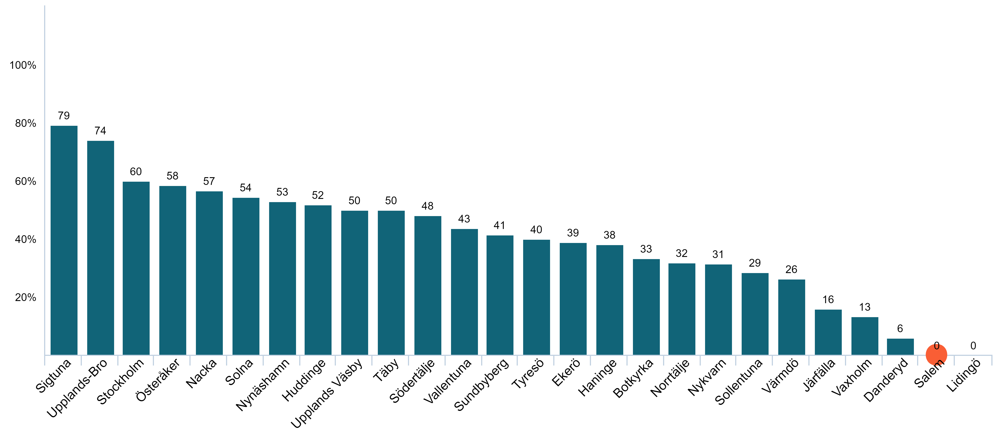 100%
80%
60%
40%
20%
79
74
60
58
57
54
53
52
50
50
48
43
41
40
39
38
33
32
31
29
26
16
13
6
0
0
Sigtuna
Upplands-Bro
Stockholm
Österåker
Nacka
Solna
Nynäshamn
Huddinge
Upplands Väsby
Täby
Södertälje
Vallentuna
Sundbyberg
Tyresö
Ekerö
Haninge
Botkyrka
Norrtälje
Nykvarn
Sollentuna
Värmdö
Järfälla
Vaxholm
Danderyd
Salem
Lidingö